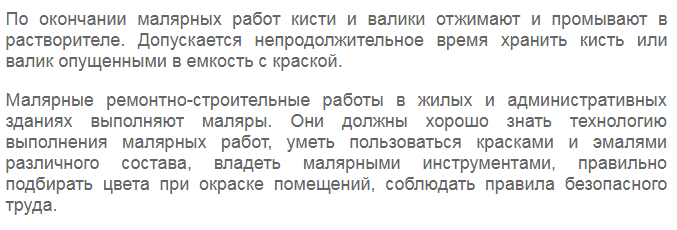 По окончании малярных работ кисти и валики отжимают и промывают в
растворителе. Допускается непродолжительное время хранить кисть или
валик опущенными в емкость с краской.
Малярные ремонтно-строительные работы в жилых и административных
зданиях выполняют маляры. Они должны хорошо знать технологию
выполнения малярных работ, уметь пользоваться красками и эмалями
различного состава, владеть малярными инструментами, правильно
подбирать цвета при окраске помещений, соблюдать правила безопасного
труда.